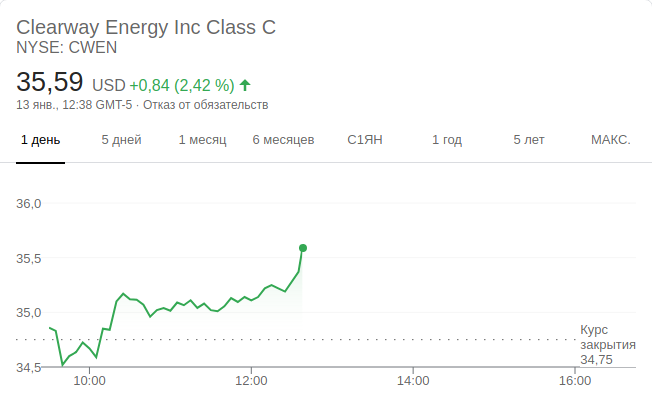 Clearway Energy Inc Class C
NYSE: CWEN
35,59 USD +0,84 (2,42 %)
13 янв., 12:38 GMT-5 · Отказ от обязательств
1 день 5 дней 1 месяц 6 месяцев С1ЯН 1 год 5 лет МАКС.
36,0
35,5
35,0
Курс
закрытия
34,75
34,5
10:00 12:00 14:00 16:00